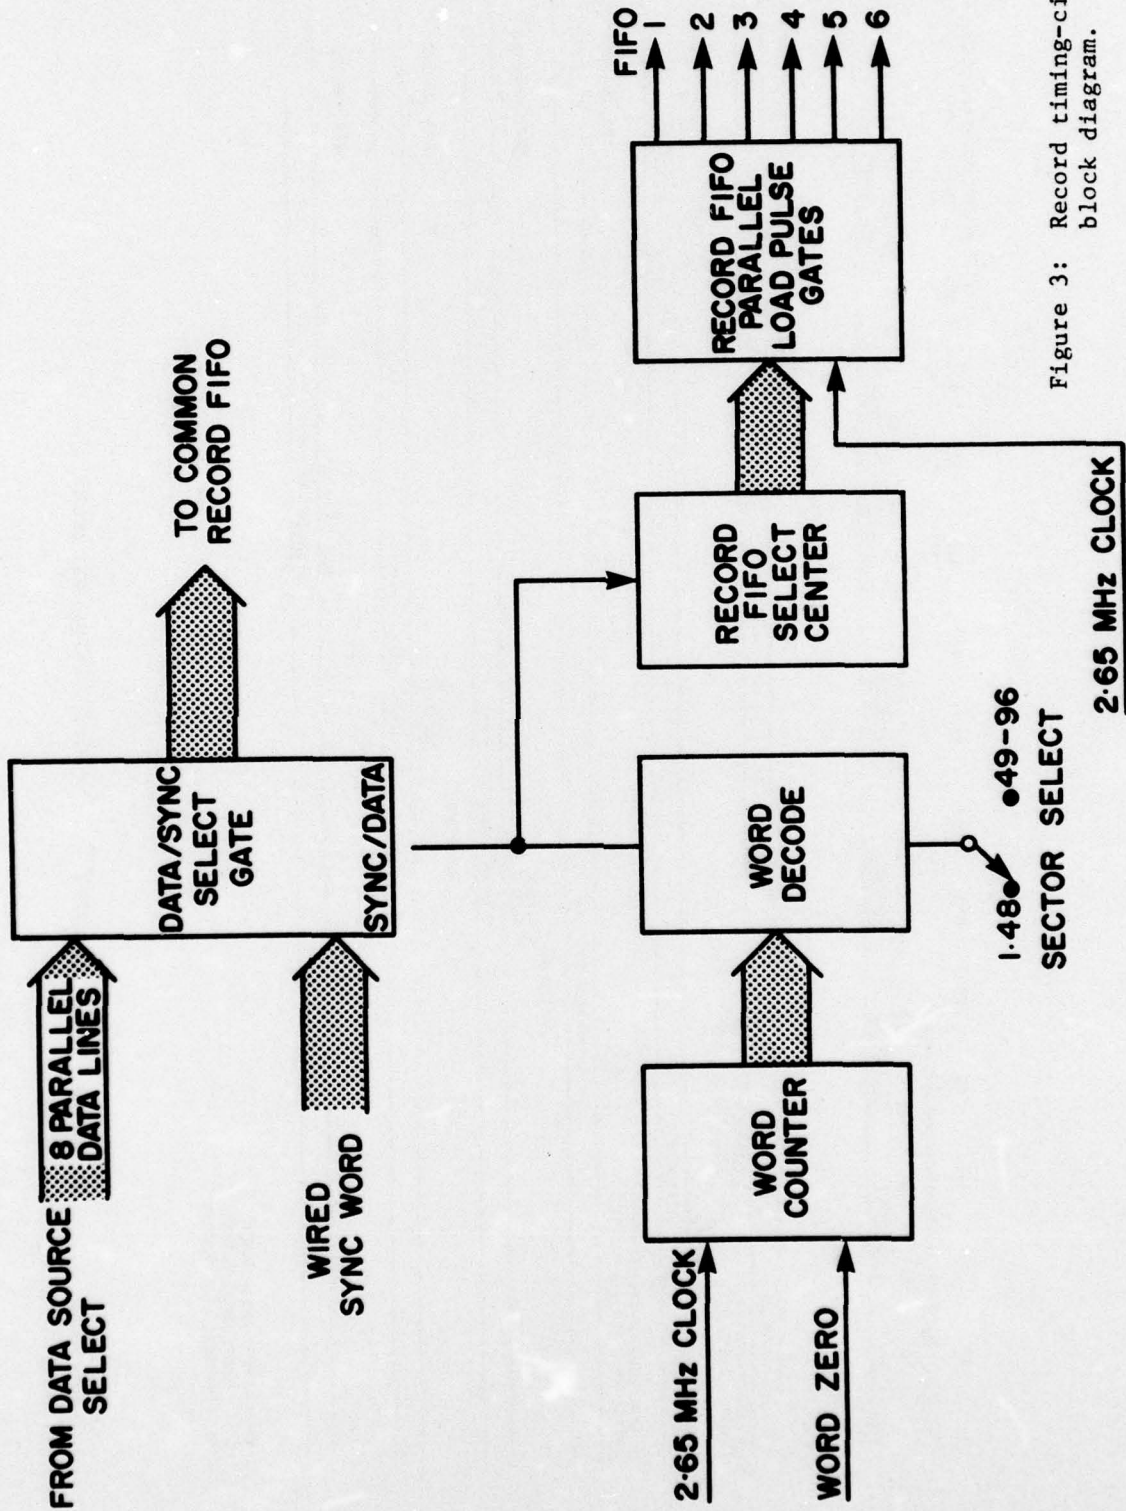 FROM DATA SOURCE
SELECT
8 PARALLEL
DATA LINES
WIRED
SYNC WORD
DATA/SYNC
SELECT
GATE
SYNC/DATA
TO COMMON
RECORD FIFO
2·65 MHz CLOCK
WORD ZERO
WORD
COUNTER
WORD
DECODE
1·48
49-96
SECTOR SELECT
RECORD
FIFO
SELECT
CENTER
2·65 MHz CLOCK
RECORD FIFO
PARALLEL
LOAD PULSE
GATES
FIFO
1
2
3
4
5
6
Figure 3: Record timing-ci
block diagram.